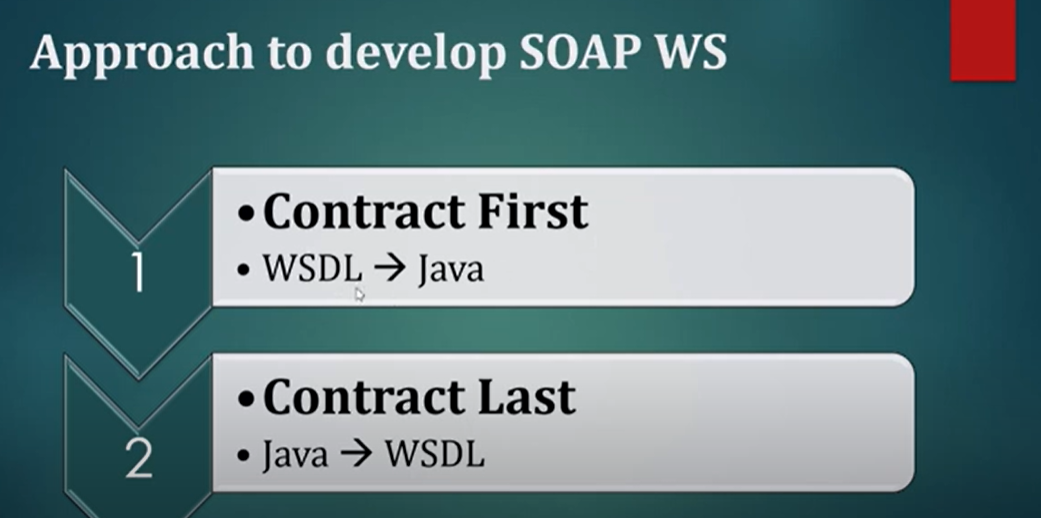 Approach to develop SOAP WS
1
•Contract First
• WSDL → Java
2
•Contract Last
• Java → WSDL